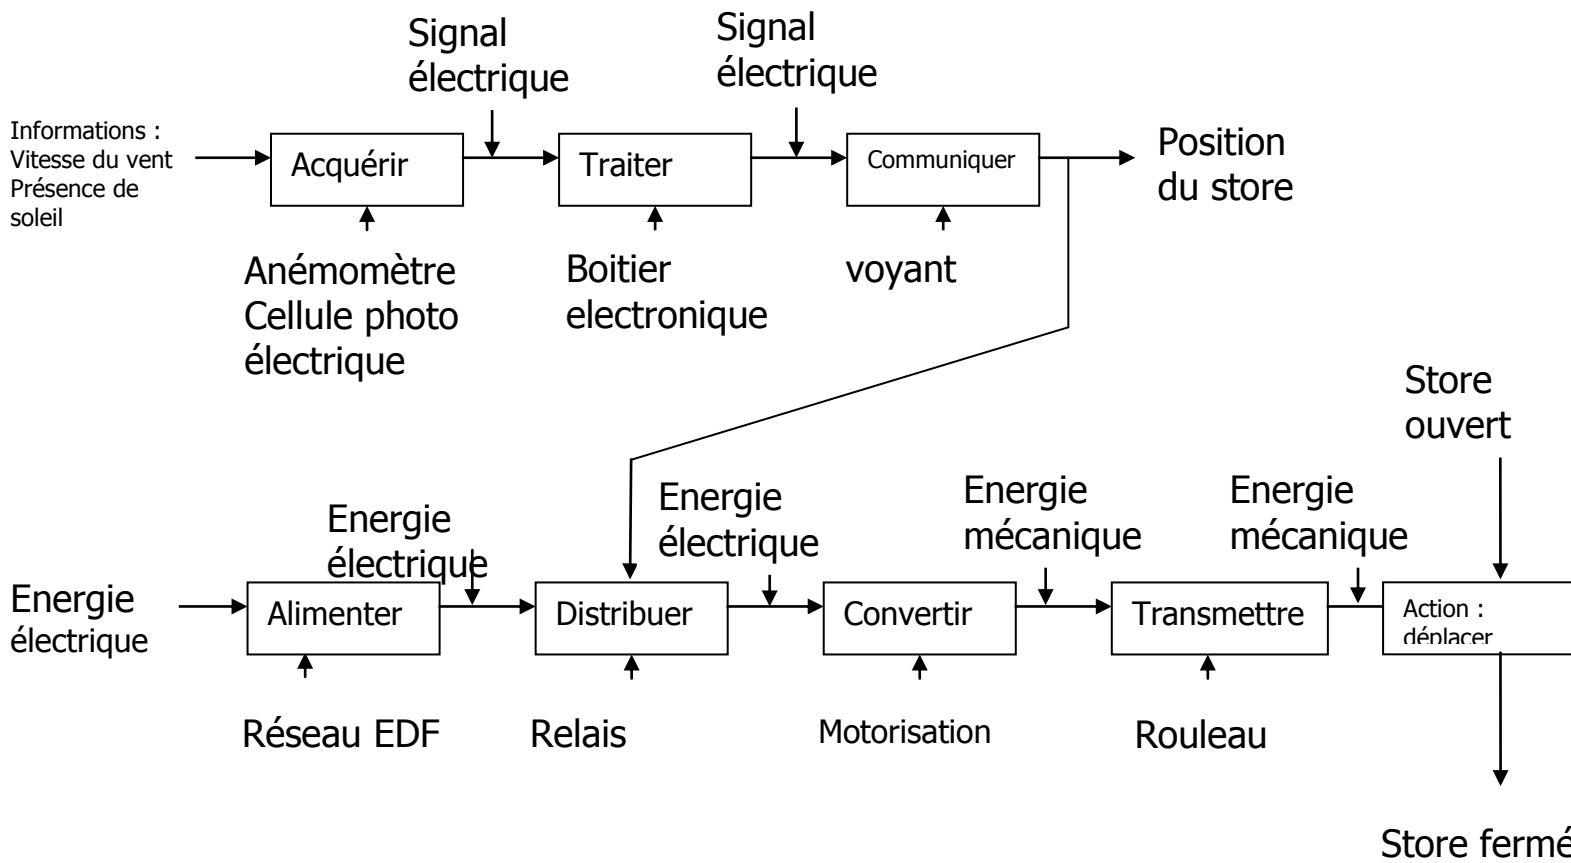 Signal
électrique
Signal
électrique
Informations :
Vitesse du vent
Présence de
soleil
Acquérir
Traiter
Communiquer
Position
du store
Anémomètre
Cellule photo
électrique
Boitier
electronique
voyant
Store
ouvert
Energie
électrique
Energie
électrique
Energie
mécanique
Energie
mécanique
Energie
électrique
Alimenter
Distribuer
Convertir
Transmettre
Action :
déplacer
Réseau EDF
Relais
Motorisation
Rouleau
Store fermé